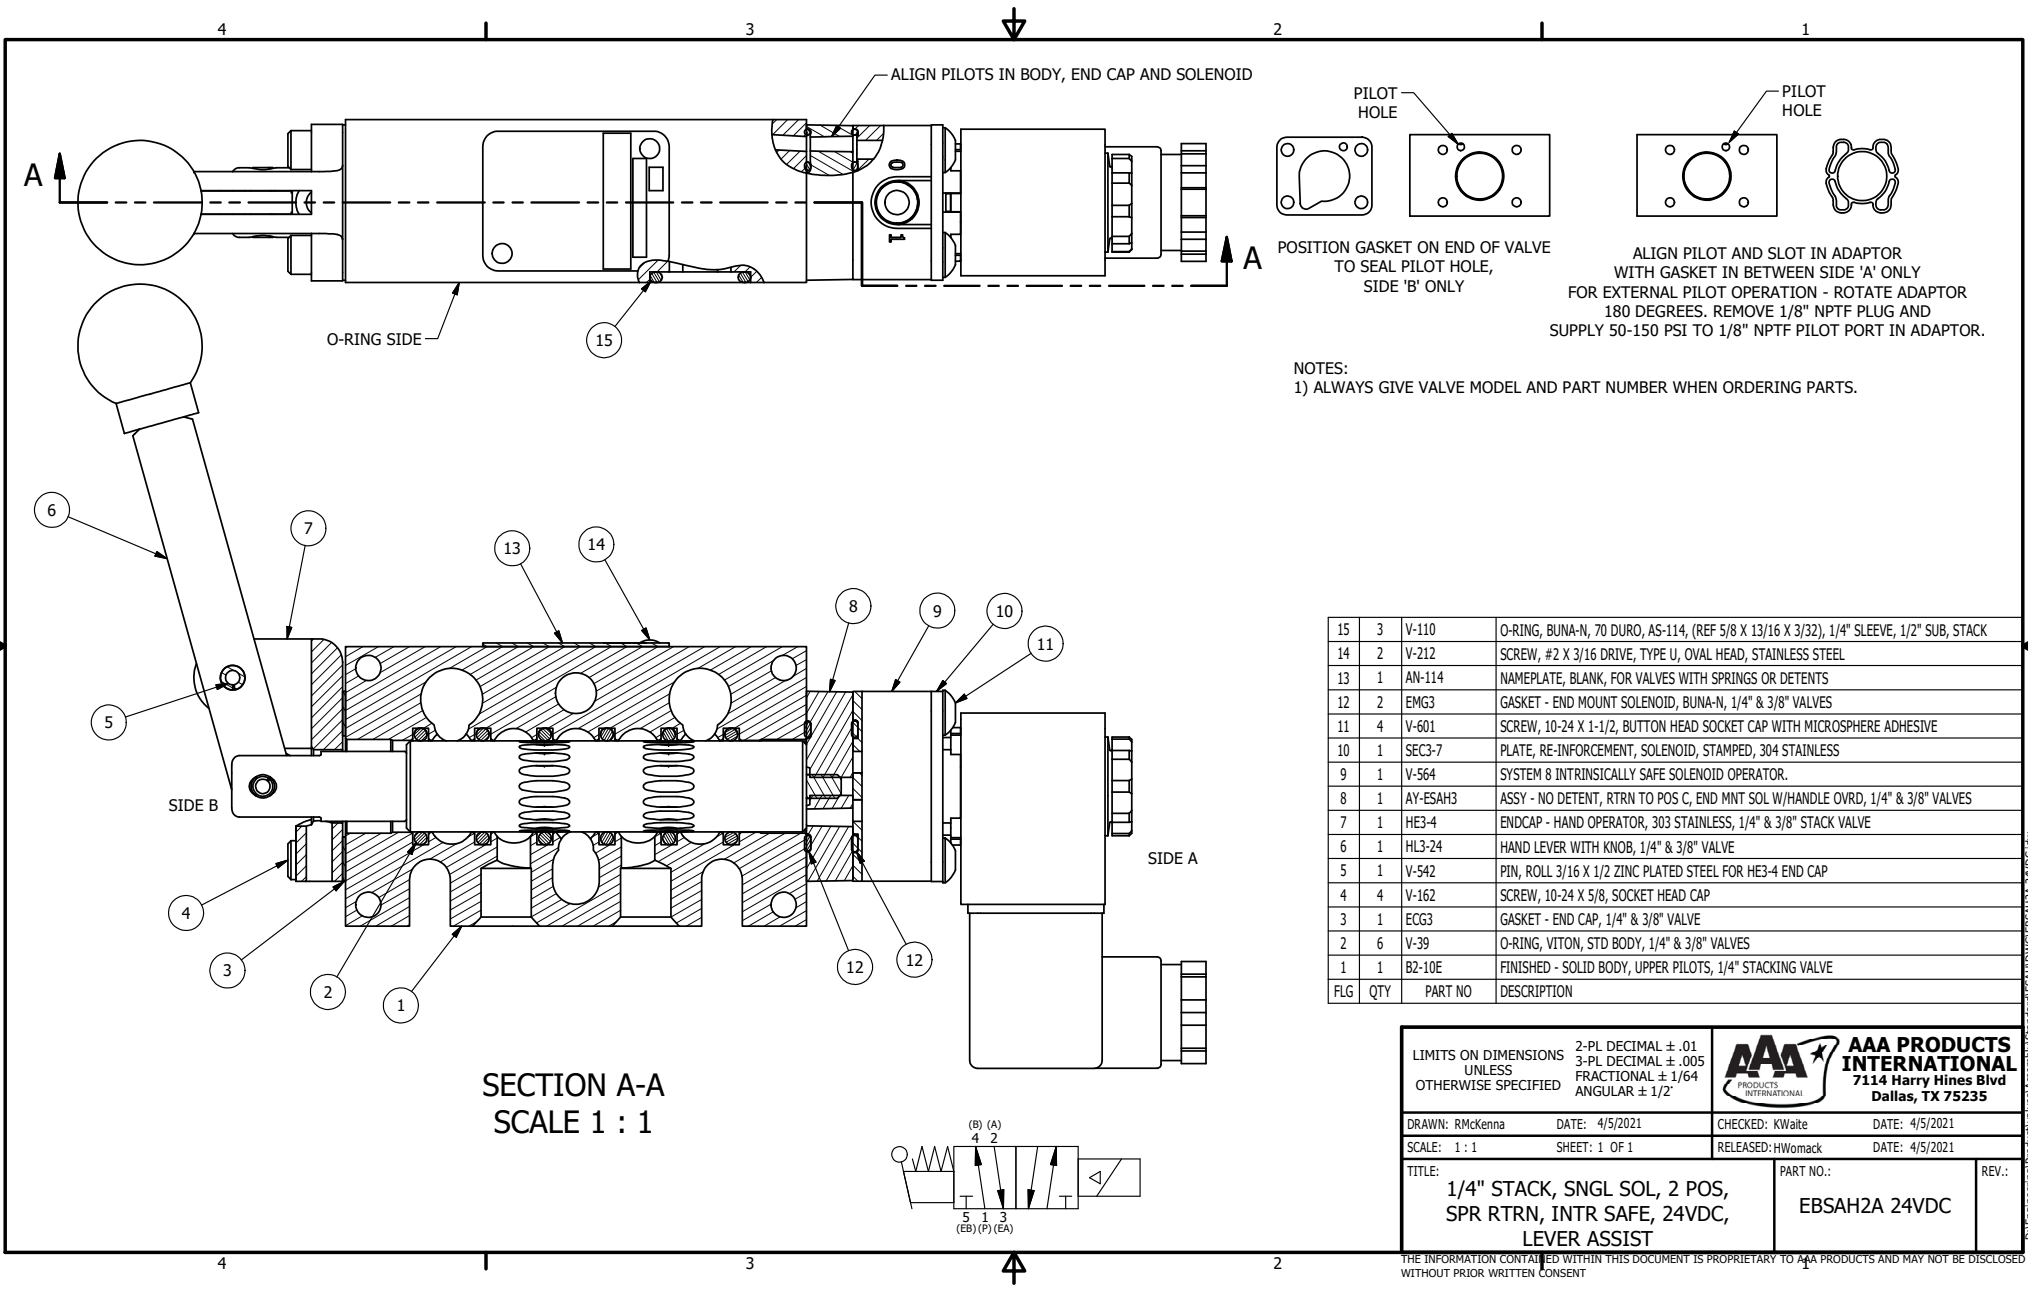 4
3
2
1
ALIGN PILOTS IN BODY, END CAP AND SOLENOID
A
A
0
1
O-RING SIDE
15
PILOT
HOLE
POSITION GASKET ON END OF VALVE
TO SEAL PILOT HOLE,
SIDE 'B' ONLY
PILOT
HOLE
ALIGN PILOT AND SLOT IN ADAPTOR
WITH GASKET IN BETWEEN SIDE 'A' ONLY
FOR EXTERNAL PILOT OPERATION - ROTATE ADAPTOR
180 DEGREES. REMOVE 1/8" NPTF PLUG AND
SUPPLY 50-150 PSI TO 1/8" NPTF PILOT PORT IN ADAPTOR.
NOTES:
1) ALWAYS GIVE VALVE MODEL AND PART NUMBER WHEN ORDERING PARTS.
6
7
13
14
8
9
10
11
5
SIDE B
SIDE A
4
3
2
1
12
12
SECTION A-A
SCALE 1 : 1
(B) (A)
4 2
5 1 3
(EB) (P) (EA)
15 3 V-110 O-RING, BUNA-N, 70 DURO, AS-114, (REF 5/8 X 13/16 X 3/32), 1/4" SLEEVE, 1/2" SUB, STACK
14 2 V-212 SCREW, #2 X 3/16 DRIVE, TYPE U, OVAL HEAD, STAINLESS STEEL
13 1 AN-114 NAMEPLATE, BLANK, FOR VALVES WITH SPRINGS OR DETENTS
12 2 EMG3 GASKET - END MOUNT SOLENOID, BUNA-N, 1/4" & 3/8" VALVES
11 4 V-601 SCREW, 10-24 X 1-1/2, BUTTON HEAD SOCKET CAP WITH MICROSPHERE ADHESIVE
10 1 SEC3-7 PLATE, RE-INFORCEMENT, SOLENOID, STAMPED, 304 STAINLESS
9 1 V-564 SYSTEM 8 INTRINSICALLY SAFE SOLENOID OPERATOR.
8 1 AY-ESAH3 ASSY - NO DETENT, RTRN TO POS C, END MNT SOL W/HANDLE OVRD, 1/4" & 3/8" VALVES
7 1 HE3-4 ENDCAP - HAND OPERATOR, 303 STAINLESS, 1/4" & 3/8" STACK VALVE
6 1 HL3-24 HAND LEVER WITH KNOB, 1/4" & 3/8" VALVE
5 1 V-542 PIN, ROLL 3/16 X 1/2 ZINC PLATED STEEL FOR HE3-4 END CAP
4 4 V-162 SCREW, 10-24 X 5/8, SOCKET HEAD CAP
3 1 ECG3 GASKET - END CAP, 1/4" & 3/8" VALVE
2 6 V-39 O-RING, VITON, STD BODY, 1/4" & 3/8" VALVES
1 1 B2-10E FINISHED - SOLID BODY, UPPER PILOTS, 1/4" STACKING VALVE
FLG QTY PART NO DESCRIPTION
LIMITS ON DIMENSIONS
UNLESS
OTHERWISE SPECIFIED
2-PL DECIMAL ± .01
3-PL DECIMAL ± .005
FRACTIONAL ± 1/64
ANGULAR ± 1/2°
AAA
PRODUCTS
INTERNATIONAL
AAA PRODUCTS
INTERNATIONAL
7114 Harry Hines Blvd
Dallas, TX 75235
DRAWN: RMcKenna DATE: 4/5/2021 CHECKED: KWaite DATE: 4/5/2021
SCALE: 1 : 1 SHEET: 1 OF 1 RELEASED: HWomack DATE: 4/5/2021
TITLE:
1/4" STACK, SNGL SOL, 2 POS,
SPR RTRN, INTR SAFE, 24VDC,
LEVER ASSIST
PART NO.:
EBSAH2A 24VDC
REV.:
4
3
2
1
THE INFORMATION CONTAINED WITHIN THIS DOCUMENT IS PROPRIETARY TO AAA PRODUCTS AND MAY NOT BE DISCLOSED
WITHOUT PRIOR WRITTEN CONSENT